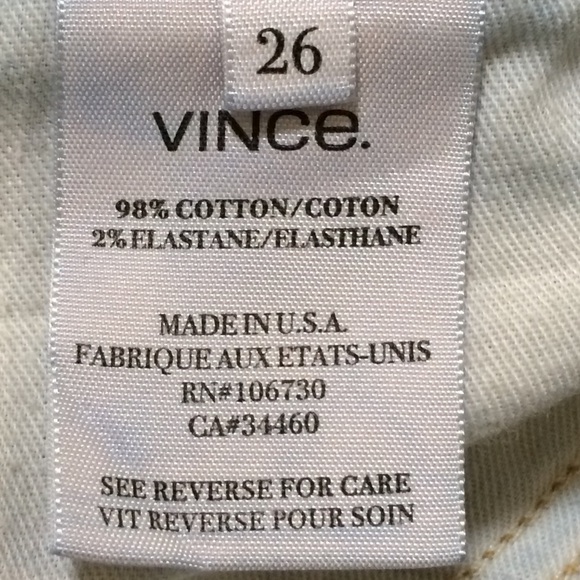 26
VINCe.
98% COTTON/COTON
2% ELASTANE/ELASTHANE
MADE IN U.S.A.
FABRIQUE AUX ETATS-UNIS
RN#106730
CA#34460
SEE REVERSE FOR CARE
VIT REVERSE POUR SOIN